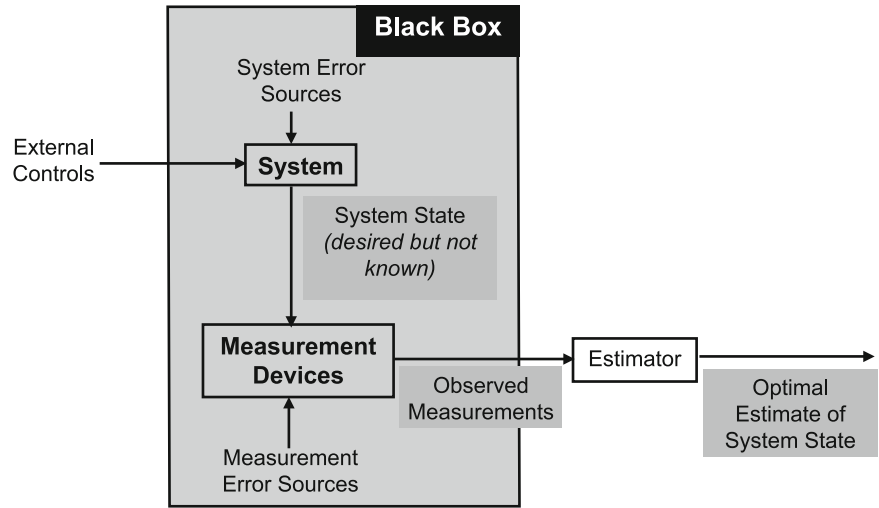 Black Box
System Error
Sources
External
Controls
System
System State
(desired but not
known)
Measurement
Devices
Observed
Measurements
Estimator
Optimal
Estimate of
System State
Measurement
Error Sources